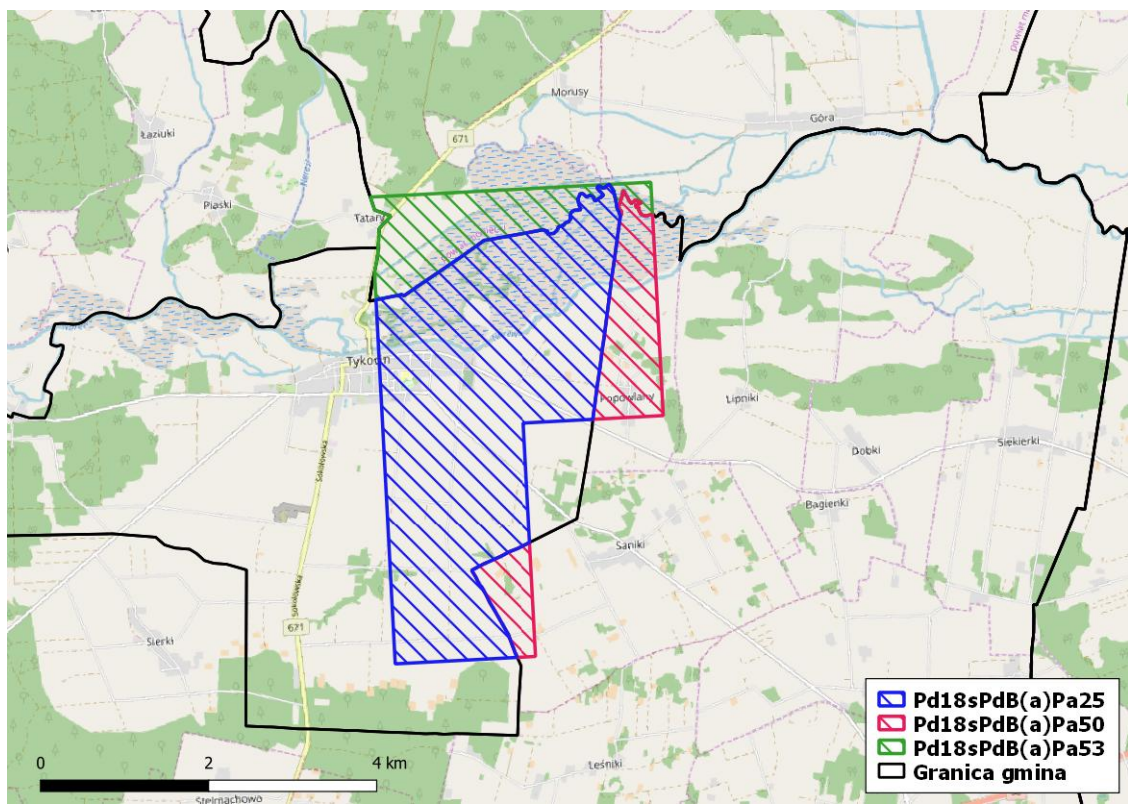 Morusy
Góra
671
Łaziuki
Piaski
Tatary
Tykocin
Popowlany
Lipniki
Siekierki
Dobki
Sokołowska
Bagienki
Saniki
Sokołowska
671
Sierki
Leśniki
Stelmachowo
Pd18sPdB(a)Pa25
Pd18sPdB(a)Pa50
Pd18sPdB(a)Pa53
Granica gmina
0 2 4 km